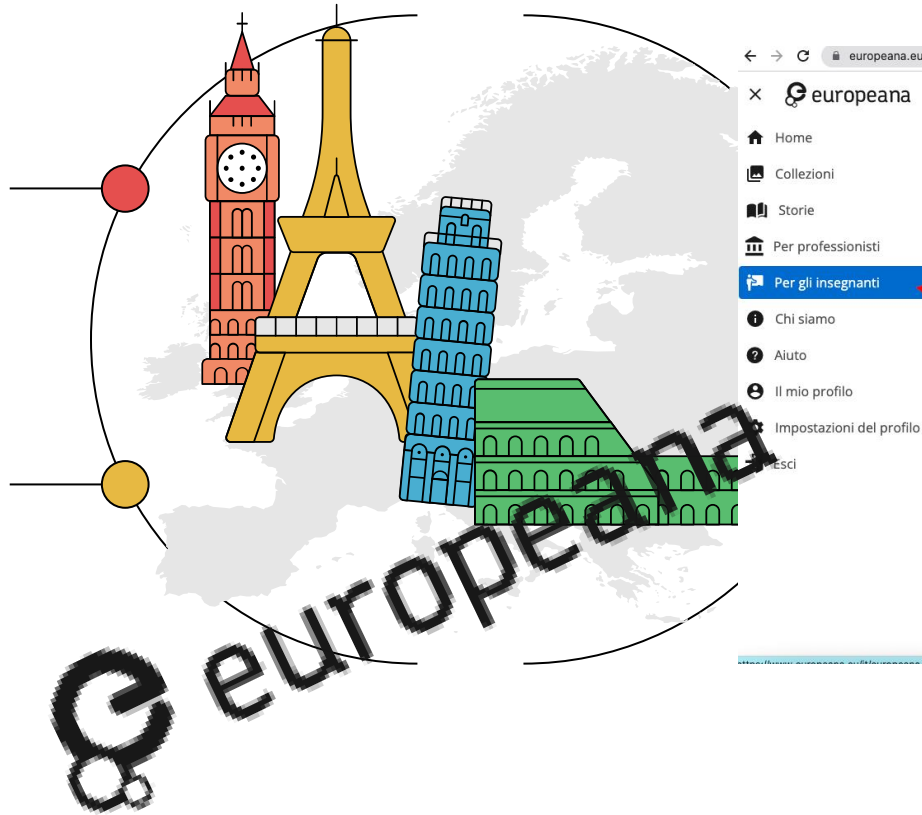 europeana.eu
europeana
Home
Collezioni
Storie
Per professionisti
Per gli insegnanti
Chi siamo
Aiuto
Il mio profilo
Impostazioni del profilo
Esci
europeana